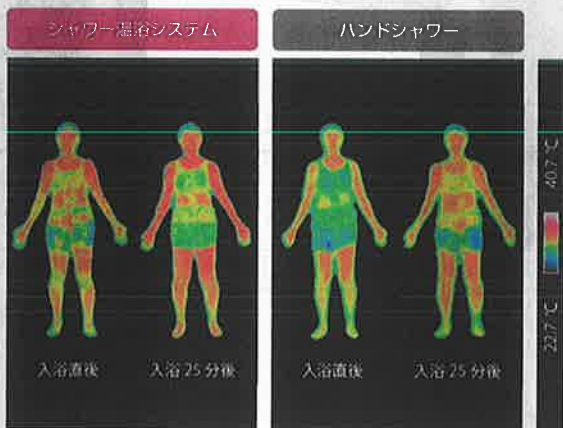 シャワー温浴システム
ハンドシャワー
入浴直後
入浴25分後
入浴直後
入浴25分後
40.7℃
22.7℃